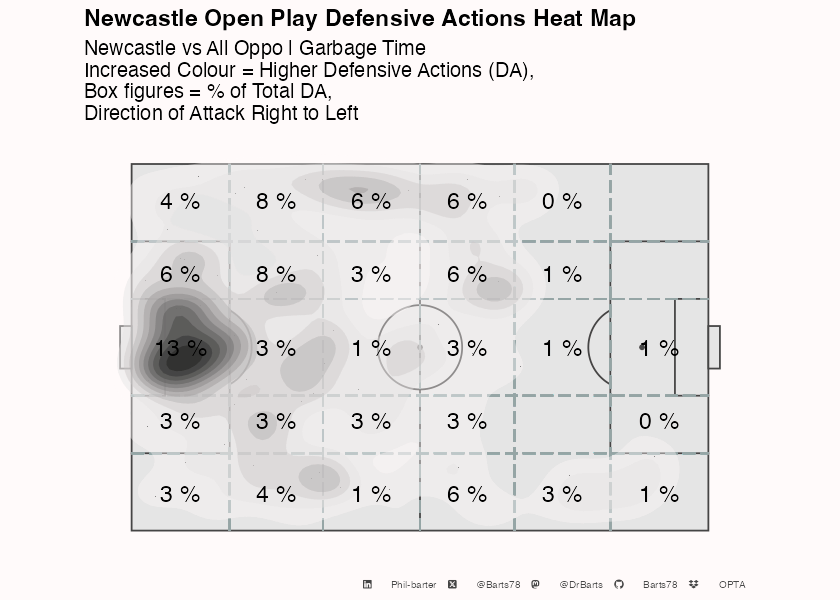 Newcastle Open Play Defensive Actions Heat Map
Newcastle vs All Oppo l Garbage Time
Increased Colour = Higher Defensive Actions (DA),
Box figures = % of Total DA,
Direction of Attack Right to Left
4 % 8 % 6 % 6 % 0 %
6 % 8 % 3 % 6 % 1 %
13 % 3 % 1 % 3 % 1 % 1 %
3 % 3 % 3 % 3 % 0 %
3 % 4 % 1 % 6 % 3 % 1 %
Phil-barter @Barts78 @DrBarts Barts78 OPTA